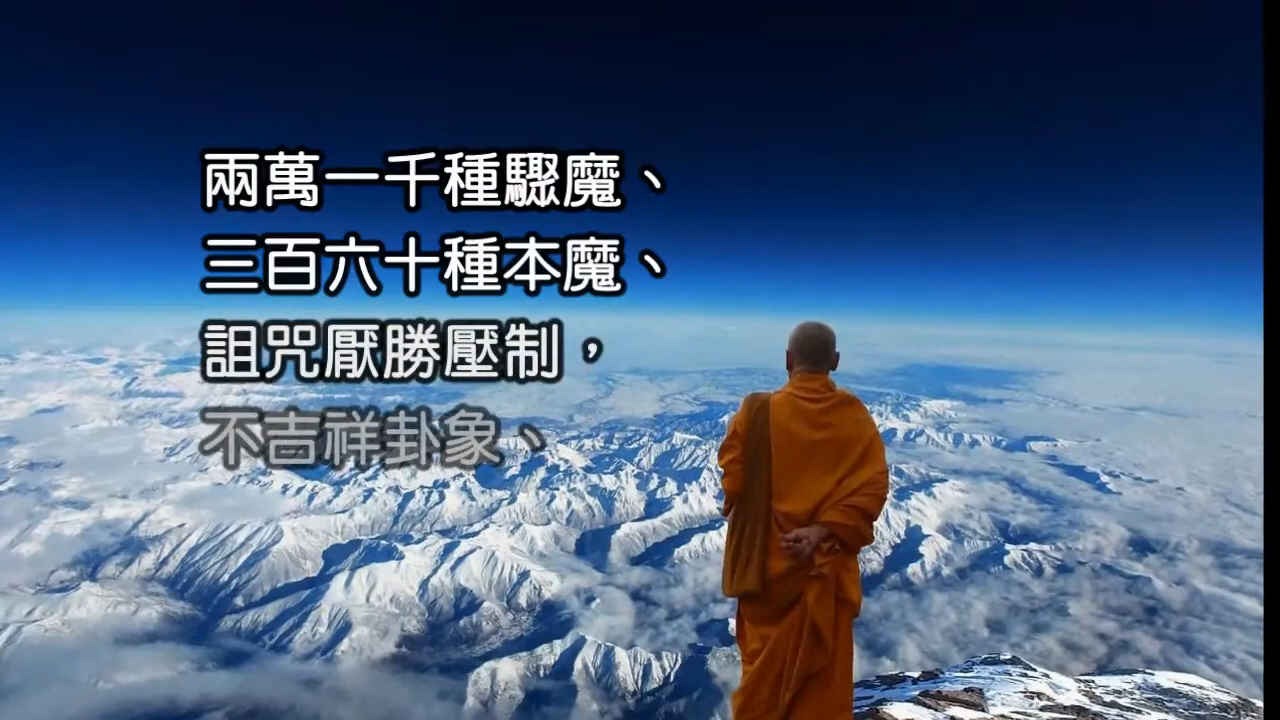 兩萬一千種驟魔、
三百六十種本魔、
詛咒厭勝壓制，
不吉祥卦象、